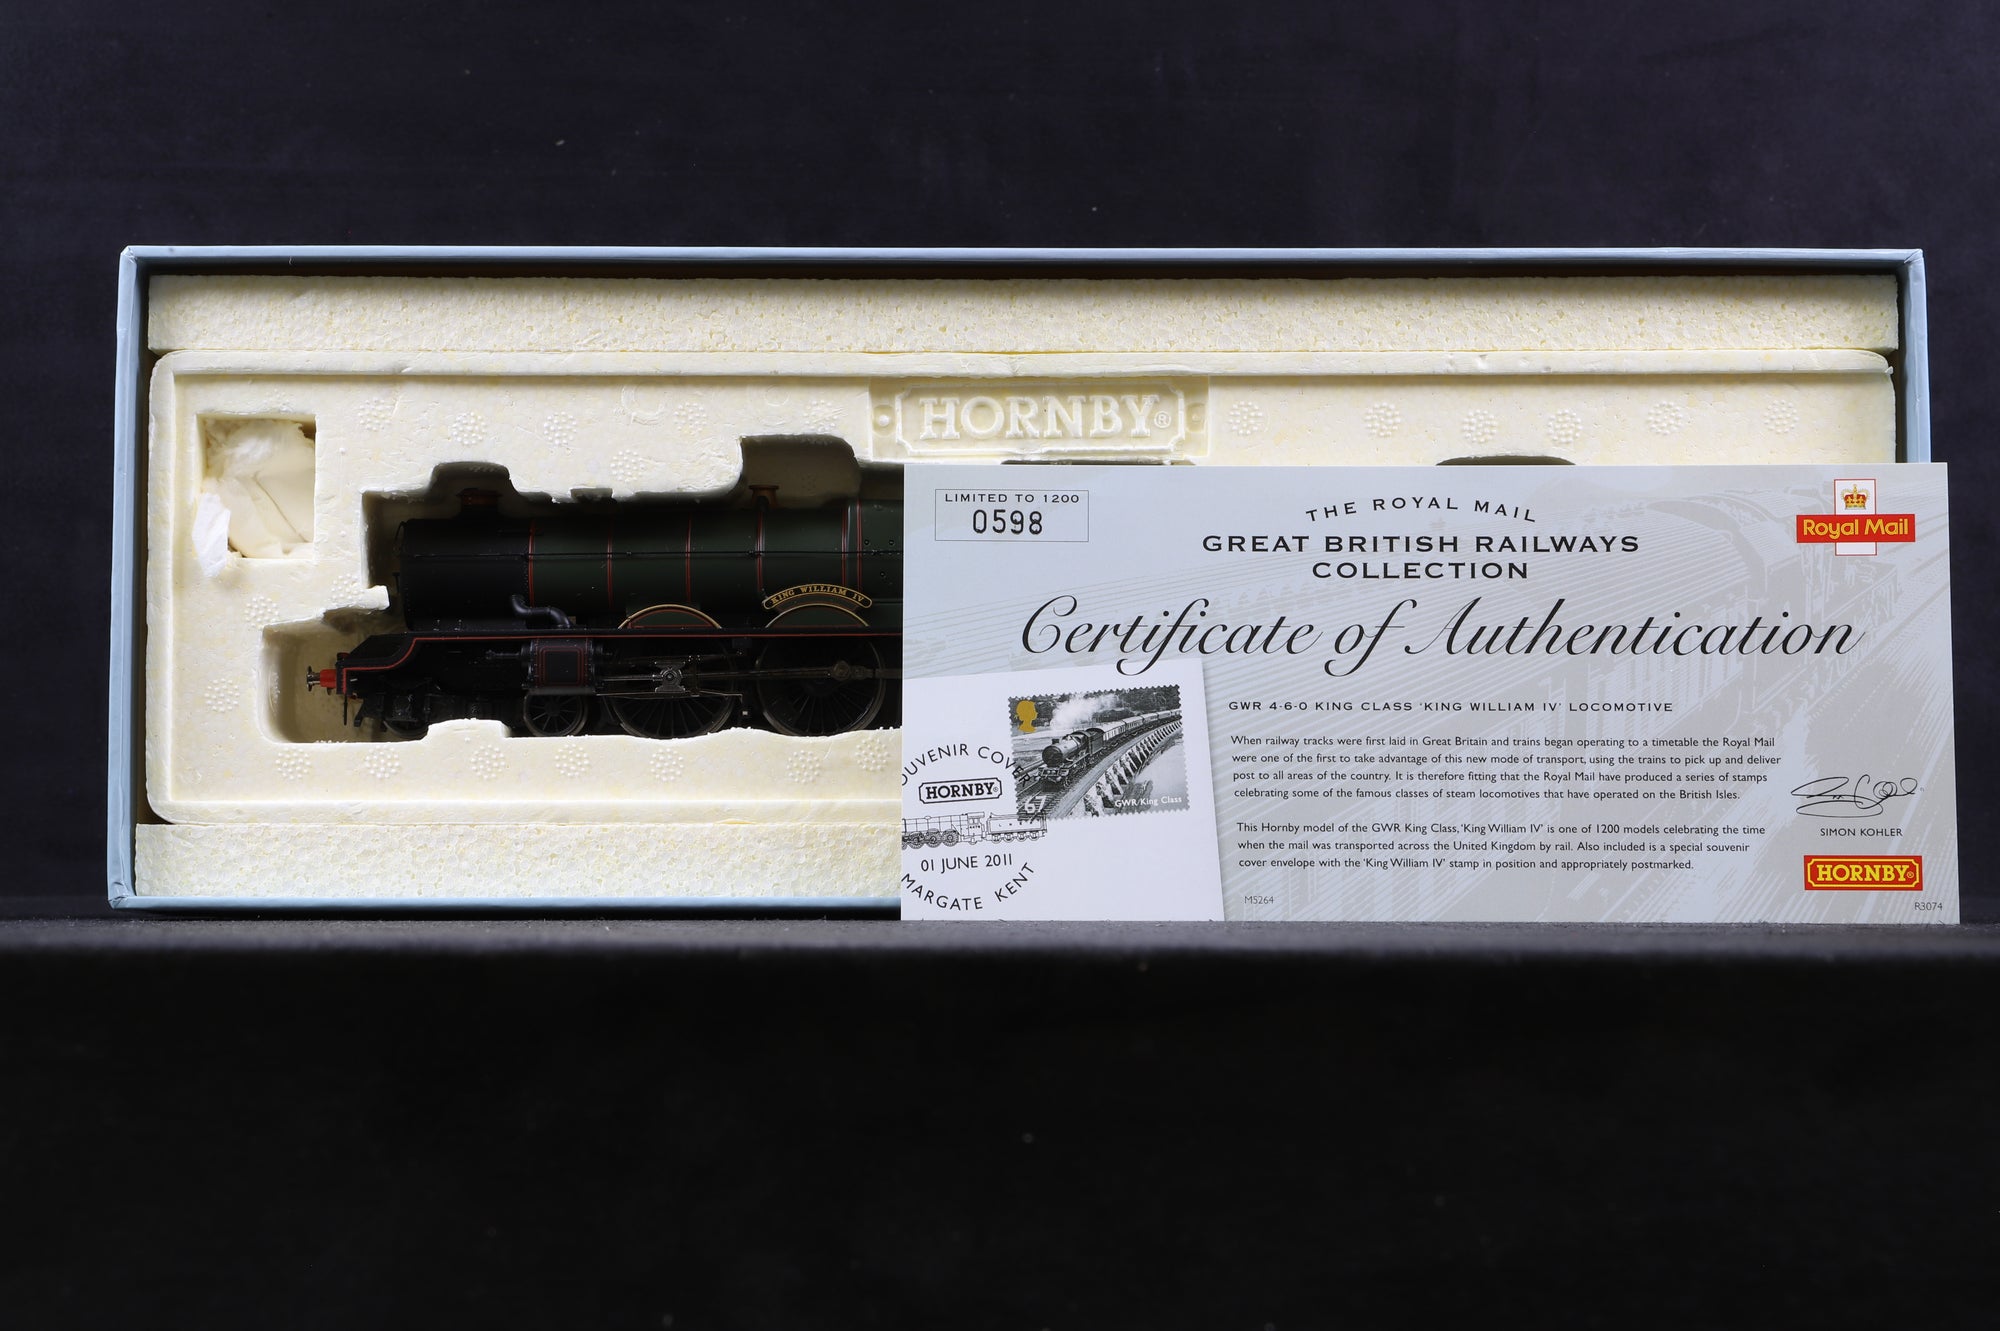 HORNBY®
KING WILLIAM IV
LIMITED TO 1200
0598
THE ROYAL MAIL
GREAT BRITISH RAILWAYS
COLLECTION
Royal Mail
Certificate of Authentication
GWR 4-6-0 KING CLASS 'KING WILLIAM IV' LOCOMOTIVE
When railway tracks were first laid in Great Britain and trains began operating to a timetable the Royal Mail
were one of the first to take advantage of this new mode of transport, using the trains to pick up and deliver
post to all areas of the country. It is therefore fitting that the Royal Mail have produced a series of stamps
celebrating some of the famous classes of steam locomotives that have operated on the British Isles.
This Hornby model of the GWR King Class, 'King William IV' is one of 1200 models celebrating the time
when the mail was transported across the United Kingdom by rail. Also included is a special souvenir
cover envelope with the 'King William IV' stamp in position and appropriately postmarked.
M5264
SIMON KOHLER
HORNBY®
R3074
OUVENIR COVER
HORNBY®
67
GWR King Class
01 JUNE 2011
MARGATE KENT